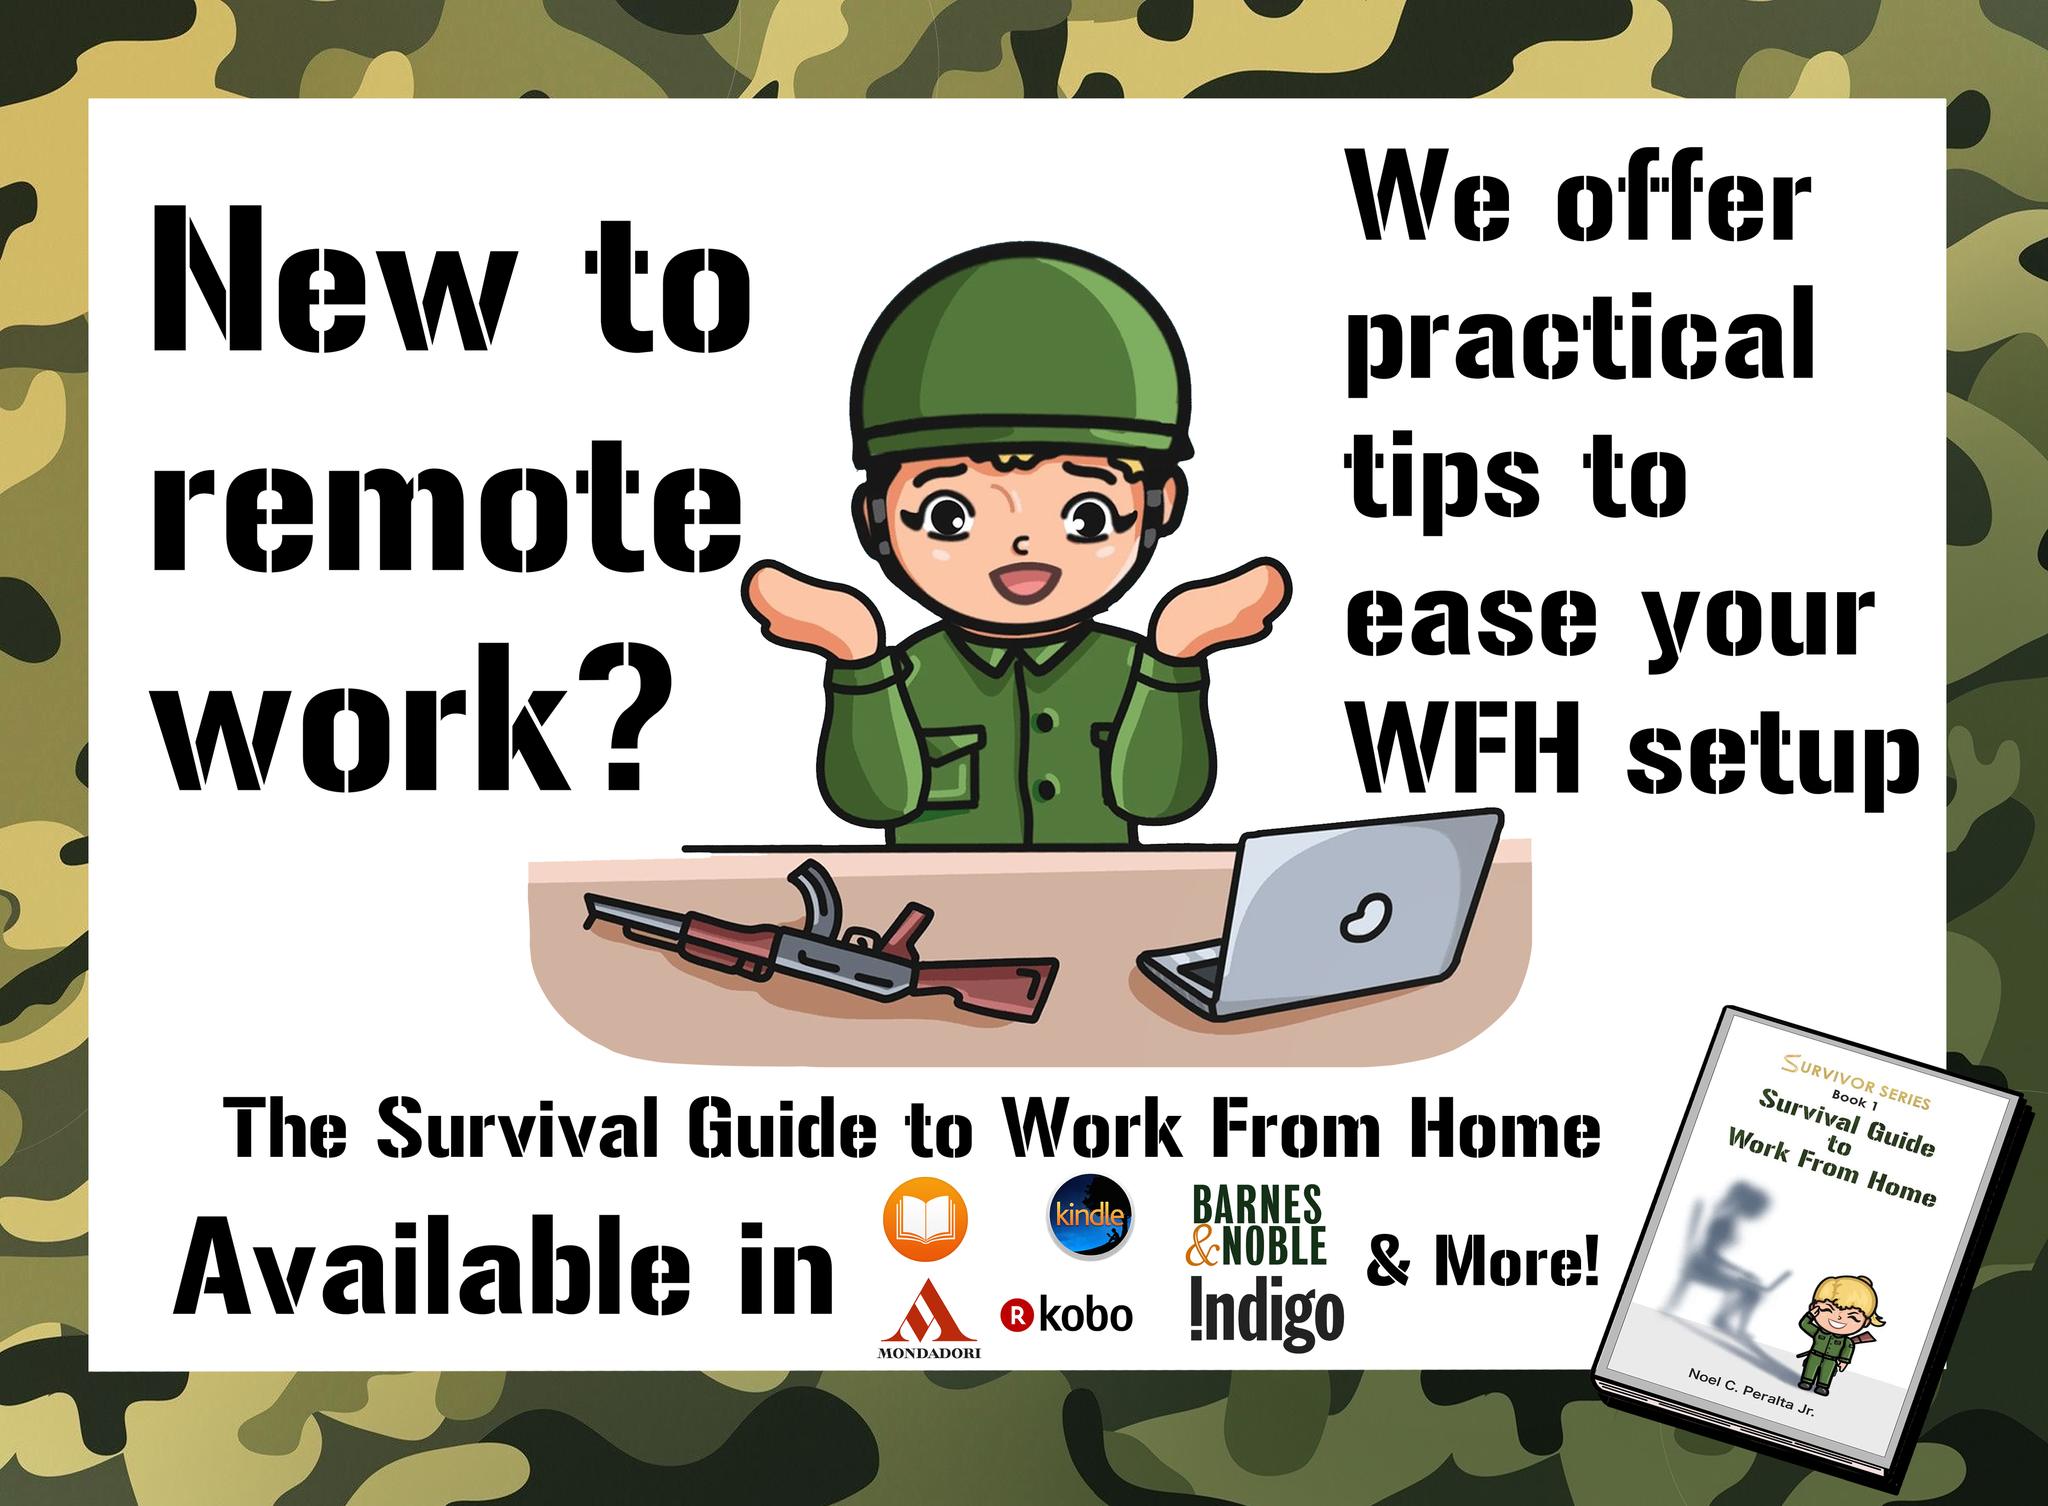 New to
remote
work?
We offer
practical
tips to
ease your
WFH setup
The Survival Guide to Work From Home
Available in
kindle
BARNES
&NOBLE
MONDADORI
R kobo
!ndigo
& More!
SURVIVOR SERIES
Book 1
Survival Guide
to
Work From Home
Noel C. Peralta Jr.